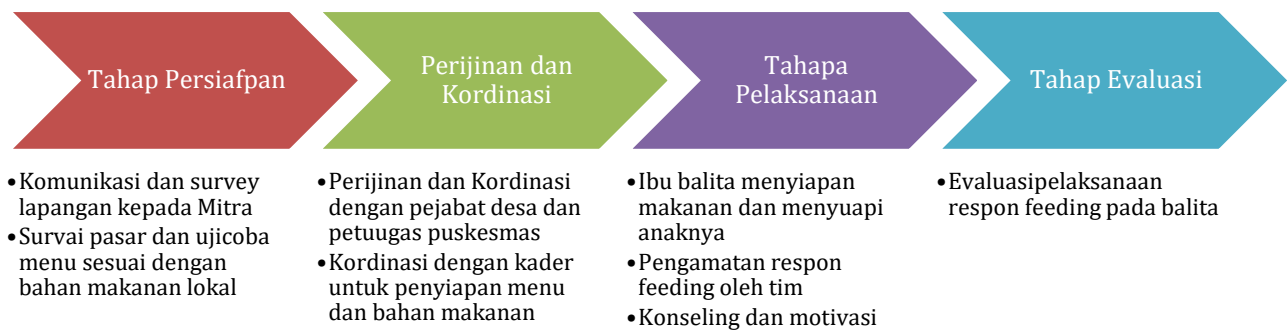 Tahap Persiafpan
Perijinan dan
Kordinasi
Tahapa
Pelaksanaan
Tahap Evaluasi
•Komunikasi dan survey
lapangan kepada Mitra
•Survai pasar dan ujicoba
menu sesuai dengan
bahan makanan lokal
•Perijinan dan Kordinasi
dengan pejabat desa dan
petuugas puskesmas
•Kordinasi dengan kader
untuk penyiapan menu
dan bahan makanan
•Ibu balita menyiapan
makanan dan menyuapi
anaknya
•Pengamatan respon
feeding oleh tim
•Konseling dan motivasi
•Evaluasipelaksanaan
respon feeding pada balita